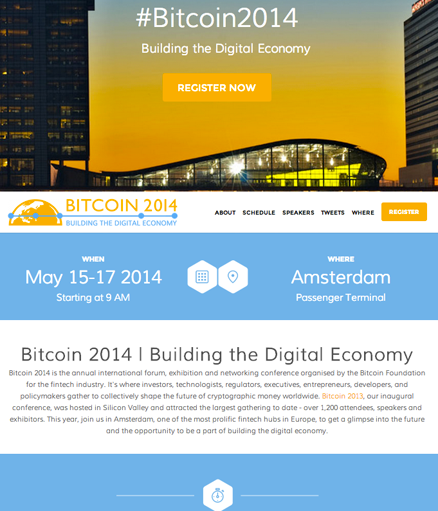 #Bitcoin2014
Building the Digital Economy
REGISTER NOW
BITCOIN 2014
BUILDING THE DIGITAL ECONOMY
ABOUT SCHEDULE SPEAKERS TWEETS WHERE REGISTER
WHEN
May 15-17 2014
Starting at 9 AM
WHERE
Amsterdam
Passenger Terminal
Bitcoin 2014 | Building the Digital Economy
Bitcoin 2014 is the annual international forum, exhibition and networking conference organised by the Bitcoin Foundation
for the fintech industry. It's where investors, technologists, regulators, executives, entrepreneurs, developers, and
policymakers gather to collectively shape the future of cryptographic money worldwide. Bitcoin 2013, our inaugural
conference, was hosted in Silicon Valley and attracted the largest gathering to date - over 1,200 attendees, speakers and
exhibitors. This year, join us in Amsterdam, one of the most prolific fintech hubs in Europe, to get a glimpse into the future
and the opportunity to be a part of building the digital economy.